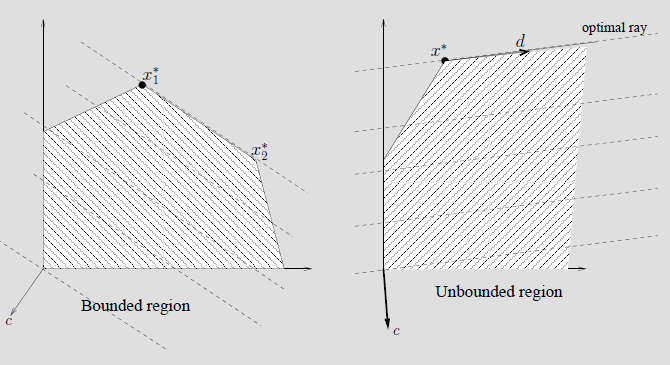 optimal ray
x* d
x₁*
x₂*
c
Bounded region
Unbounded region
c